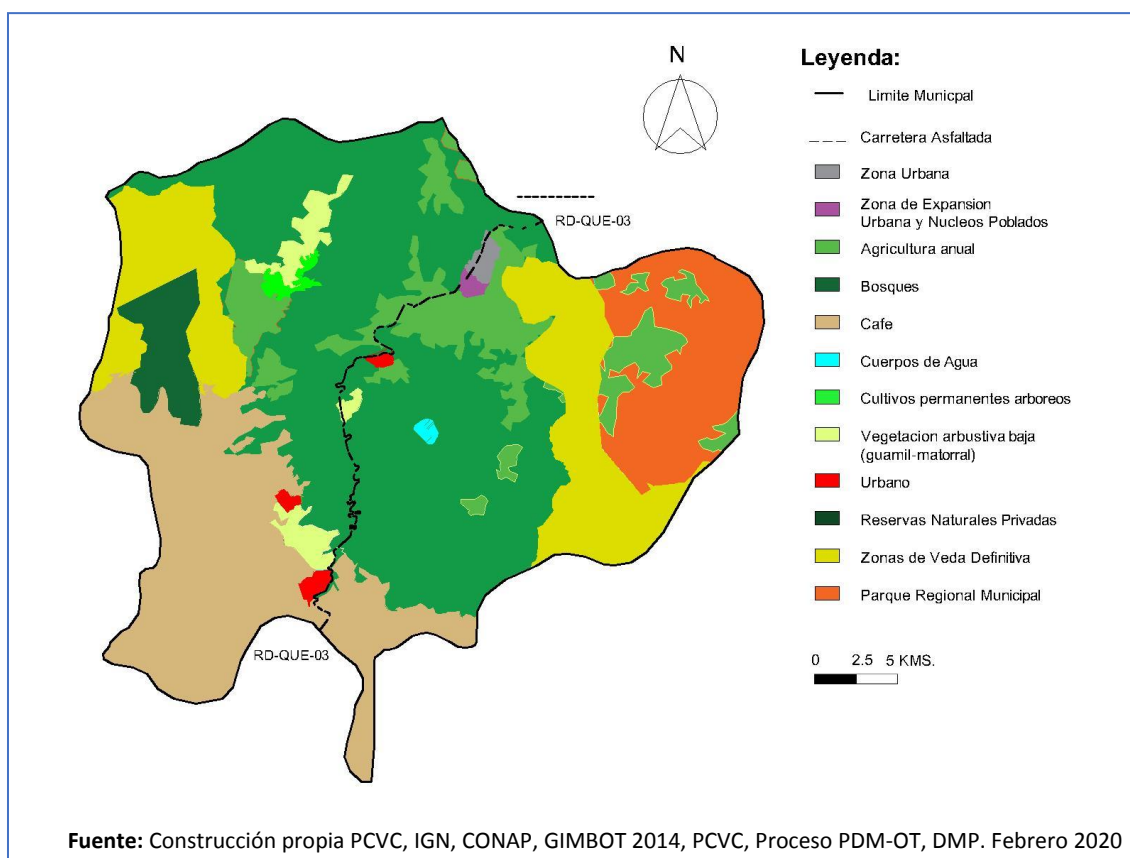 N
Leyenda:
Limite Municpal
Carretera Asfaltada
Zona Urbana
Zona de Expansion
Urbana y Nucleos Poblados
Agricultura anual
Bosques
Cafe
Cuerpos de Agua
Cultivos permanentes arboreos
Vegetacion arbustiva baja
(guamil-matorral)
Urbano
Reservas Naturales Privadas
Zonas de Veda Definitiva
Parque Regional Municipal
0 2.5 5 KMS.
RD-QUE-03
RD-QUE-03
Fuente: Construcción propia PCVC, IGN, CONAP, GIMBOT 2014, PCVC, Proceso PDM-OT, DMP. Febrero 2020